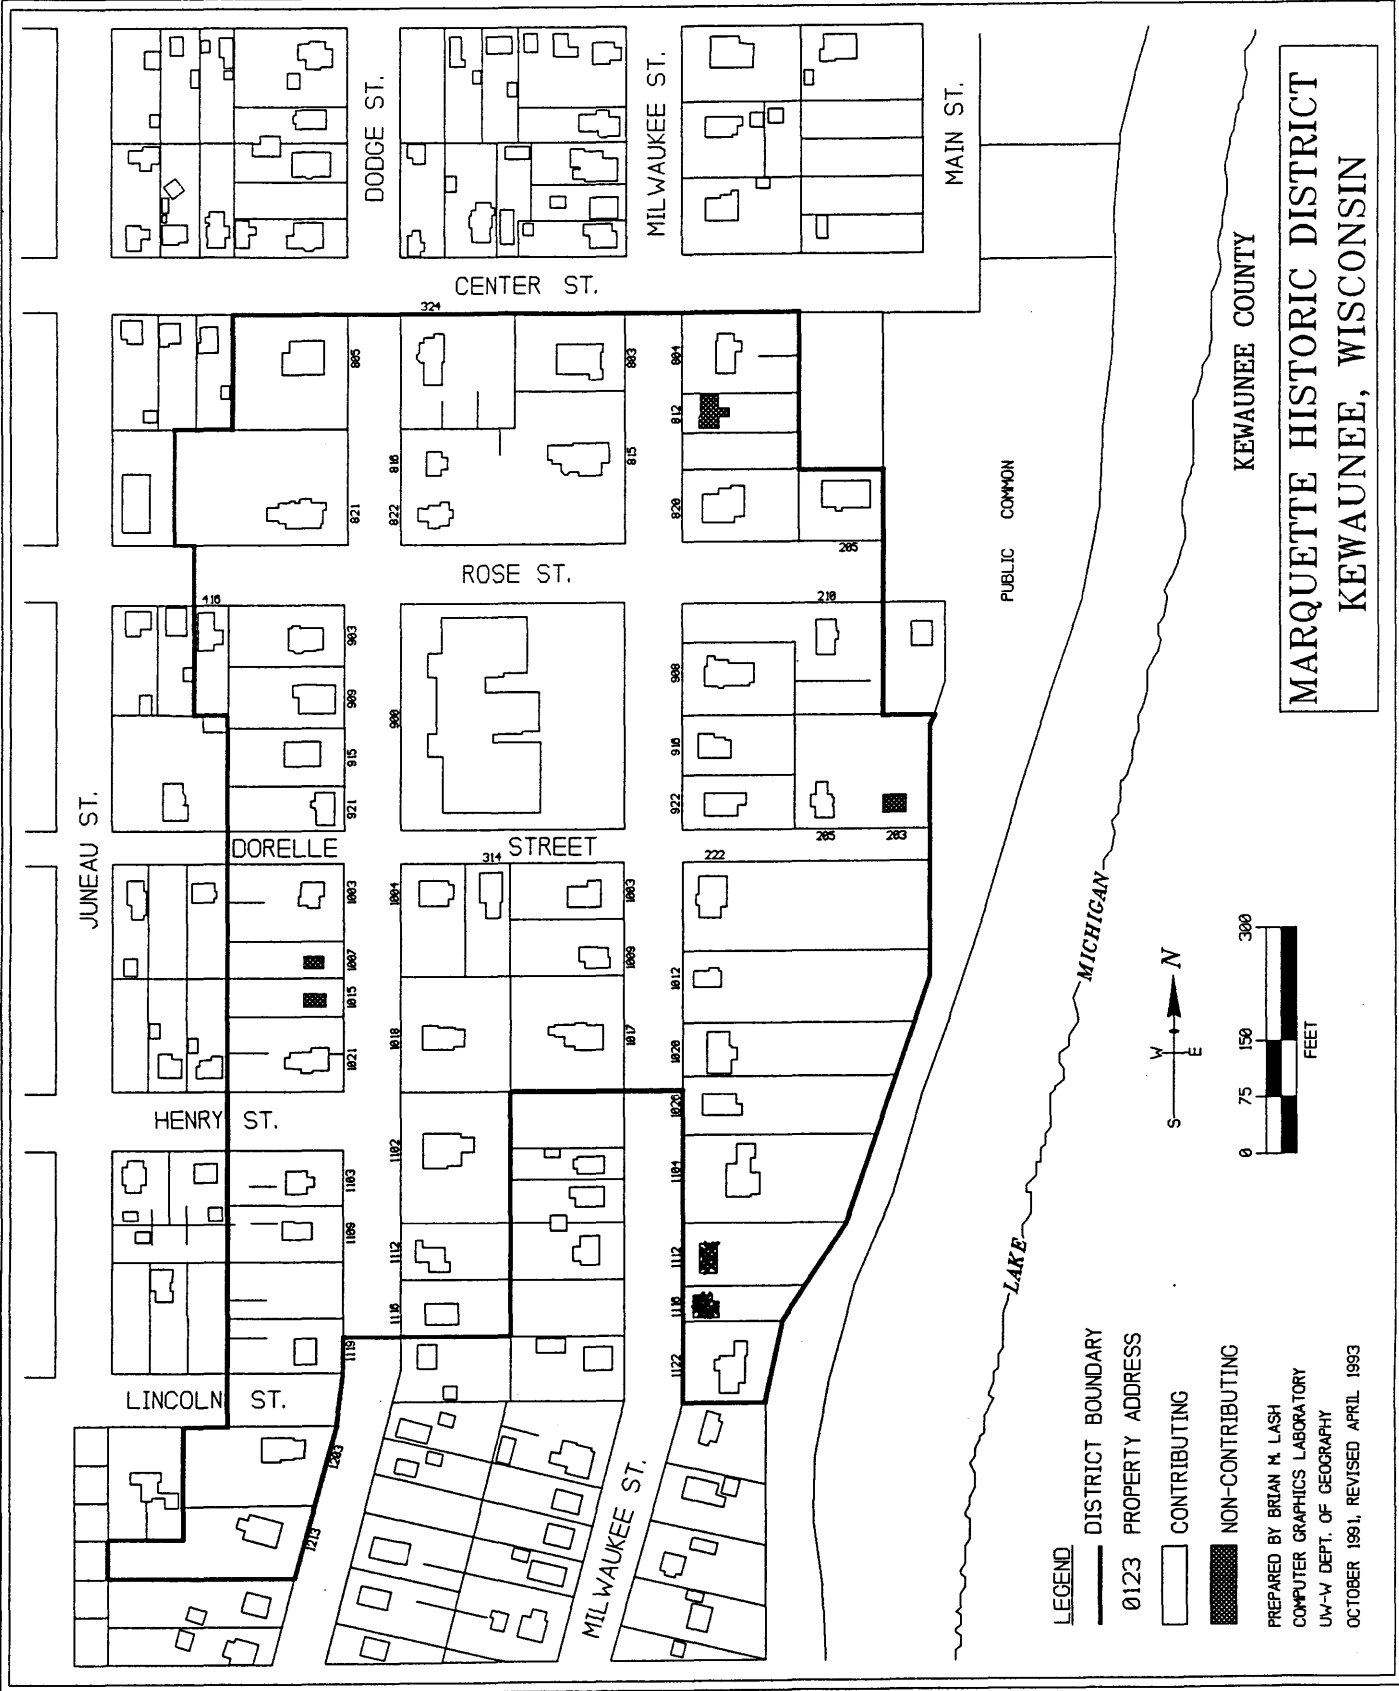 MARQUETTE HISTORIC DISTRICT
KEWAUNEE, WISCONSIN
KEWAUNEE COUNTY
DODGE ST.
MILWAUKEE ST.
MAIN ST.
CENTER ST.
324
805
803
804
812
816
815
821
822
820
205
ROSE ST.
PUBLIC COMMON
416
210
903
908
909
900
915
916
921
922
205
203
JUNEAU ST.
DORELLE STREET
314
222
1003
1004
1003
1007
1009
1012
1015
1018
1017
1020
1021
1026
HENRY ST.
1102
1103
1104
1109
1112
1112
1116
1116
1119
1122
LINCOLN ST.
1203
1213
MILWAUKEE ST.
LAKE MICHIGAN
N
W
E
S
0 75 150 300
FEET
LEGEND
DISTRICT BOUNDARY
0123 PROPERTY ADDRESS
CONTRIBUTING
NON-CONTRIBUTING
PREPARED BY BRIAN M. LASH
COMPUTER GRAPHICS LABORATORY
UW-W DEPT. OF GEOGRAPHY
OCTOBER 1991, REVISED APRIL 1993